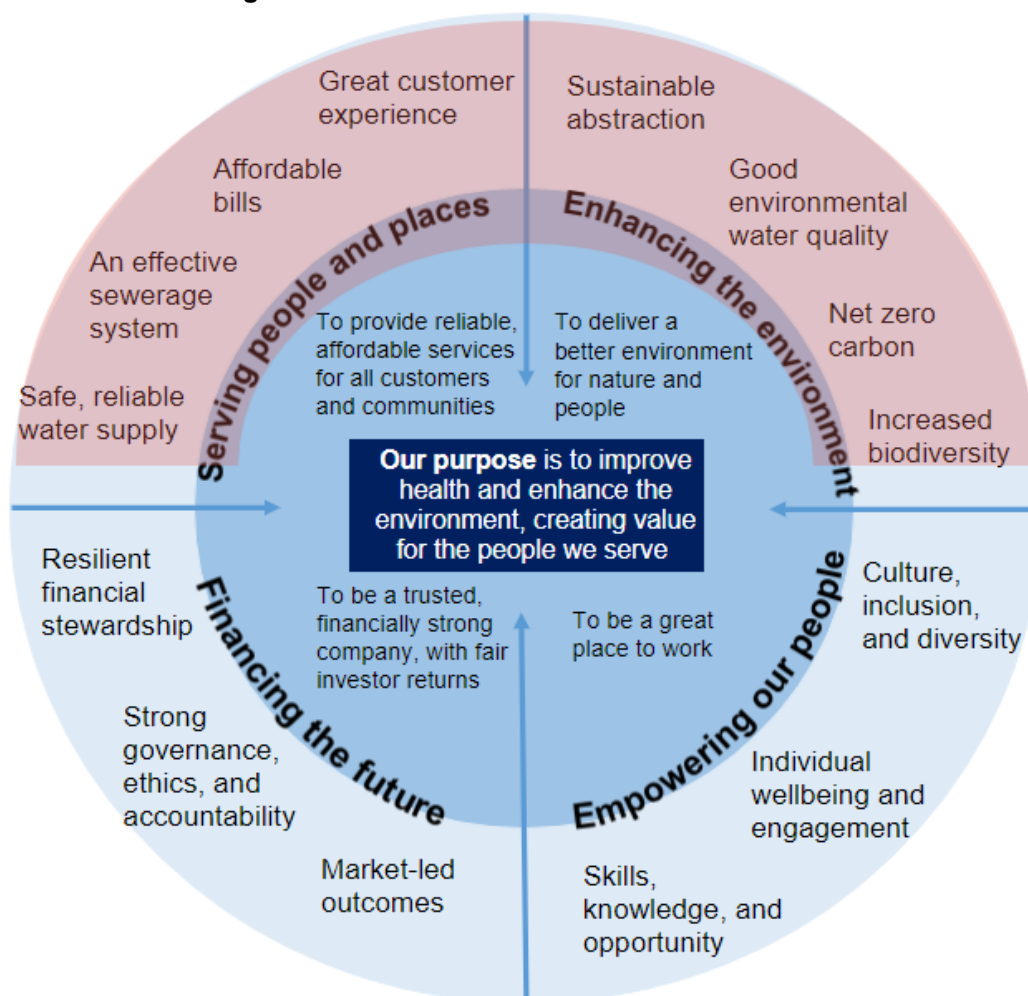 Great customer
experience
Affordable
bills
An effective
sewerage
system
Safe, reliable
water supply
Serving people and places
To provide reliable,
affordable services
for all customers
and communities
Sustainable
abstraction
Good
environmental
water quality
Net zero
carbon
Increased
biodiversity
Enhancing the environment
To deliver a
better environment
for nature and
people
Our purpose is to improve
health and enhance the
environment, creating value
for the people we serve
Resilient
financial
stewardship
Strong
governance,
ethics, and
accountability
Market-led
outcomes
Financing the future
To be a trusted,
financially strong
company, with fair
investor returns
To be a great
place to work
Empowering our people
Culture,
inclusion,
and diversity
Individual
wellbeing and
engagement
Skills,
knowledge, and
opportunity